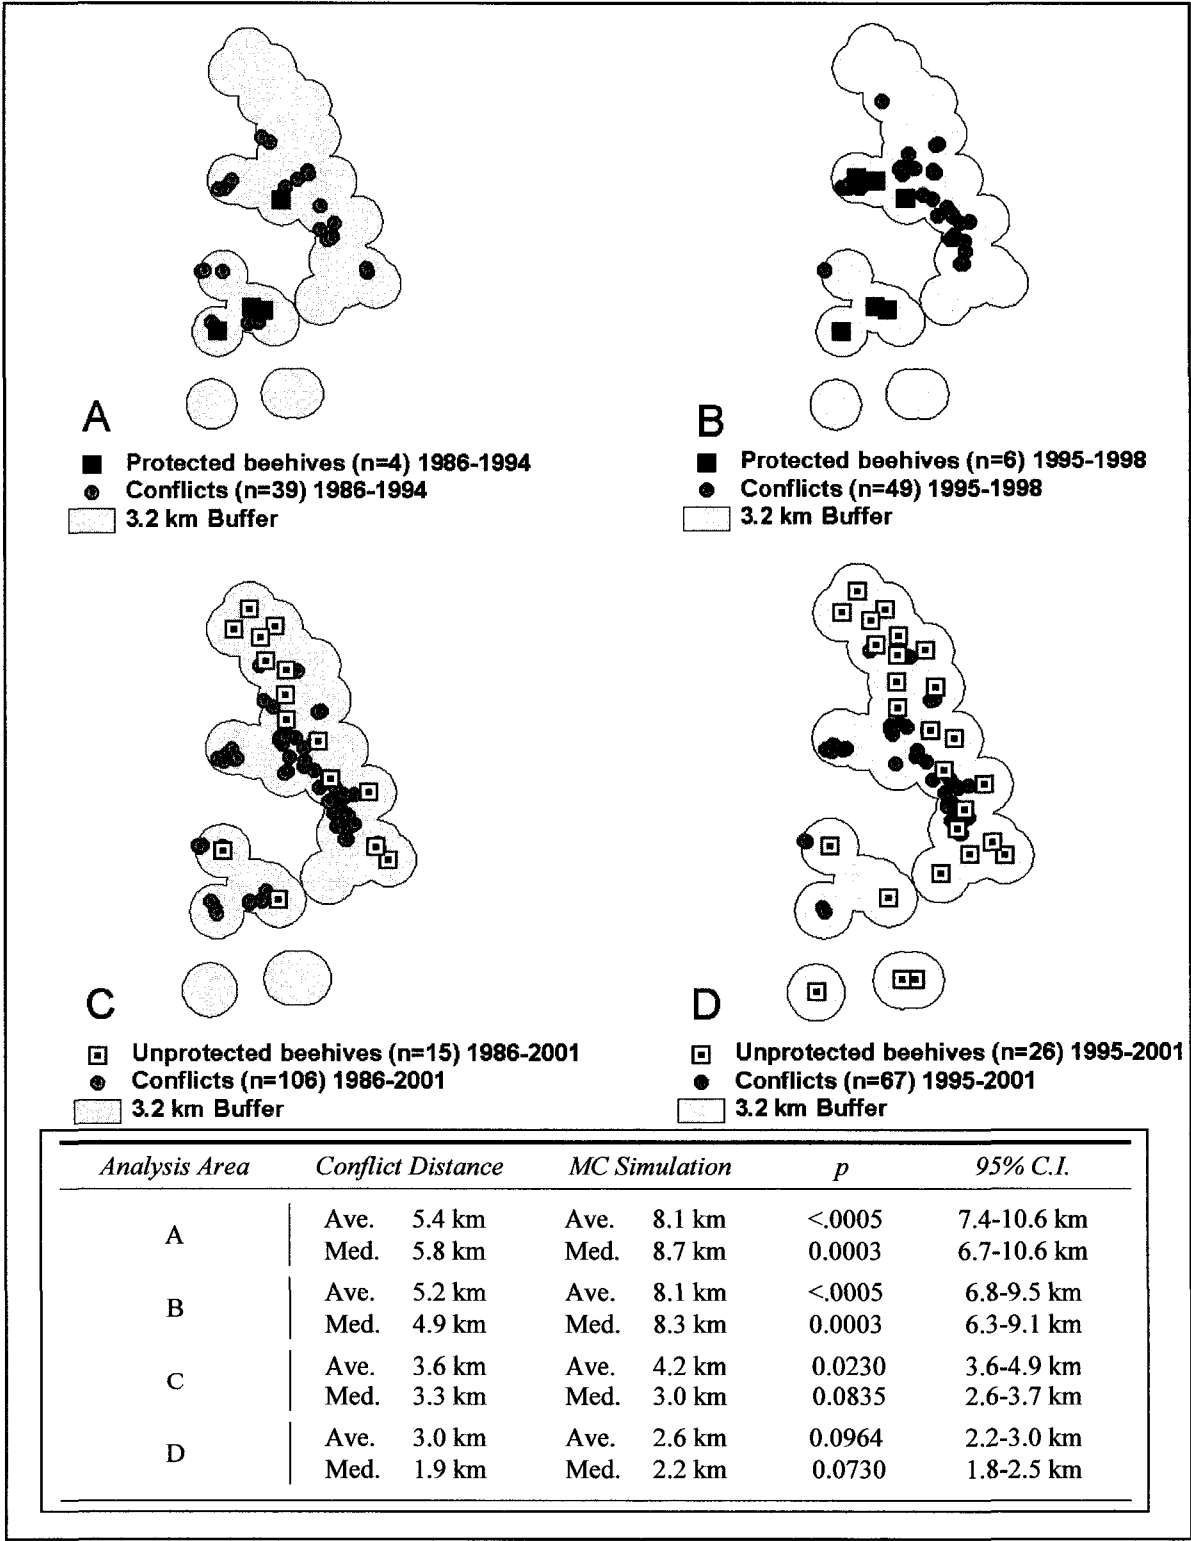 A
Protected beehives (n=4) 1986-1994
Conflicts (n=39) 1986-1994
3.2 km Buffer
B
Protected beehives (n=6) 1995-1998
Conflicts (n=49) 1995-1998
3.2 km Buffer
C
Unprotected beehives (n=15) 1986-2001
Conflicts (n=106) 1986-2001
3.2 km Buffer
D
Unprotected beehives (n=26) 1995-2001
Conflicts (n=67) 1995-2001
3.2 km Buffer
Analysis Area Conflict Distance MC Simulation p 95% C.I.
A
Ave. 5.4 km Ave. 8.1 km <.0005 7.4-10.6 km
Med. 5.8 km Med. 8.7 km 0.0003 6.7-10.6 km
B
Ave. 5.2 km Ave. 8.1 km <.0005 6.8-9.5 km
Med. 4.9 km Med. 8.3 km 0.0003 6.3-9.1 km
C
Ave. 3.6 km Ave. 4.2 km 0.0230 3.6-4.9 km
Med. 3.3 km Med. 3.0 km 0.0835 2.6-3.7 km
D
Ave. 3.0 km Ave. 2.6 km 0.0964 2.2-3.0 km
Med. 1.9 km Med. 2.2 km 0.0730 1.8-2.5 km